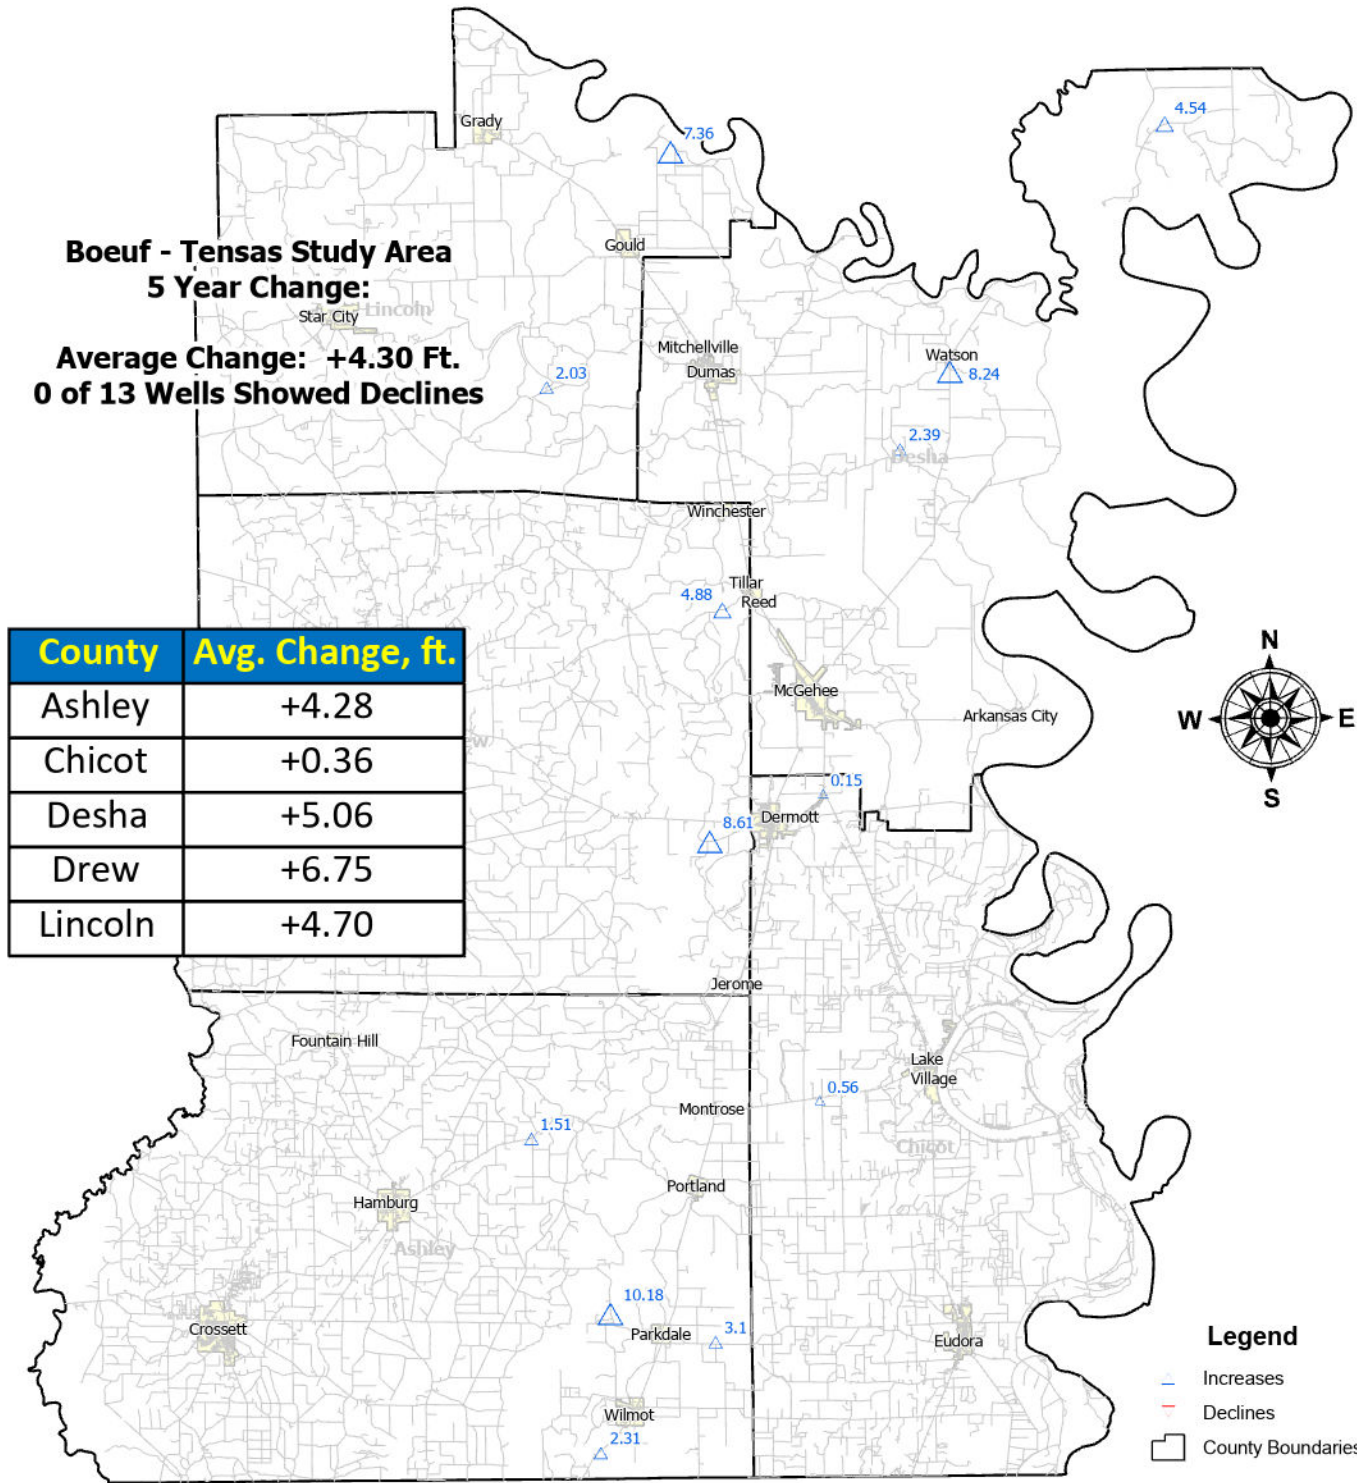 4.54
Grady
7.36
Gould
Boeuf - Tensas Study Area
5 Year Change:
Lincoln
Star City
Average Change: +4.30 Ft.
0 of 13 Wells Showed Declines
Mitchellville
Dumas
Watson
8.24
2.03
2.39
Desha
Winchester
Tillar
Reed
4.88
County Avg. Change, ft.
Ashley +4.28
Chicot +0.36
Desha +5.06
Drew +6.75
Lincoln +4.70
McGehee
Arkansas City
N
W E
S
0.15
Dermott
8.61
Jerome
Fountain Hill
Lake
Village
0.56
Montrose
1.51
Chicot
Portland
Hamburg
Ashley
10.18
Crossett
Parkdale
3.1
Eudora
Wilmot
2.31
Legend
Increases
Declines
County Boundaries